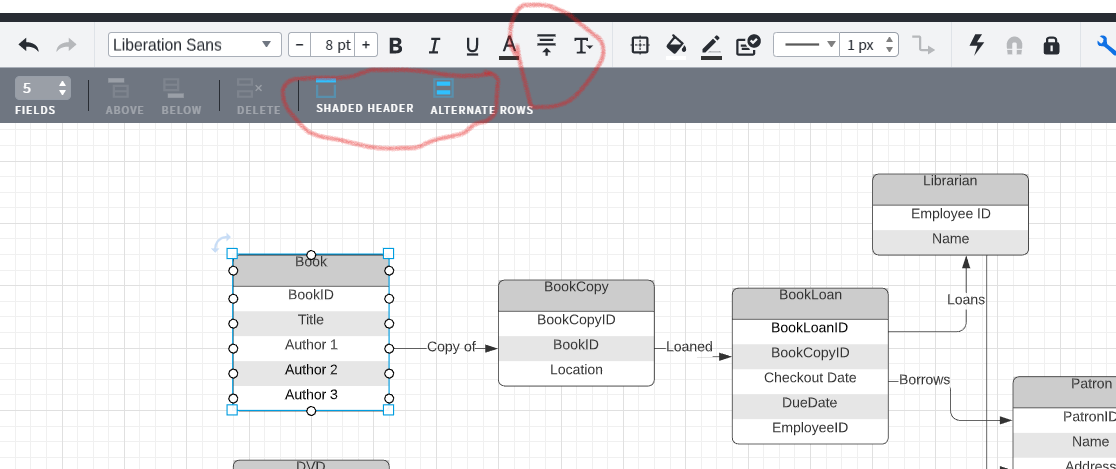 Liberation Sans
8 pt
B I U A T
1 px
5
FIELDS
ABOVE
BELOW
DELETE
SHADED HEADER
ALTERNATE ROWS
Librarian
Employee ID
Name
Book
BookID
Title
Author 1
Author 2
Author 3
Copy of
BookCopy
BookCopyID
BookID
Location
Loaned
BookLoan
BookLoanID
BookCopyID
Checkout Date
DueDate
EmployeeID
Loans
Borrows
Patron
PatronID
Name
Address
DVD